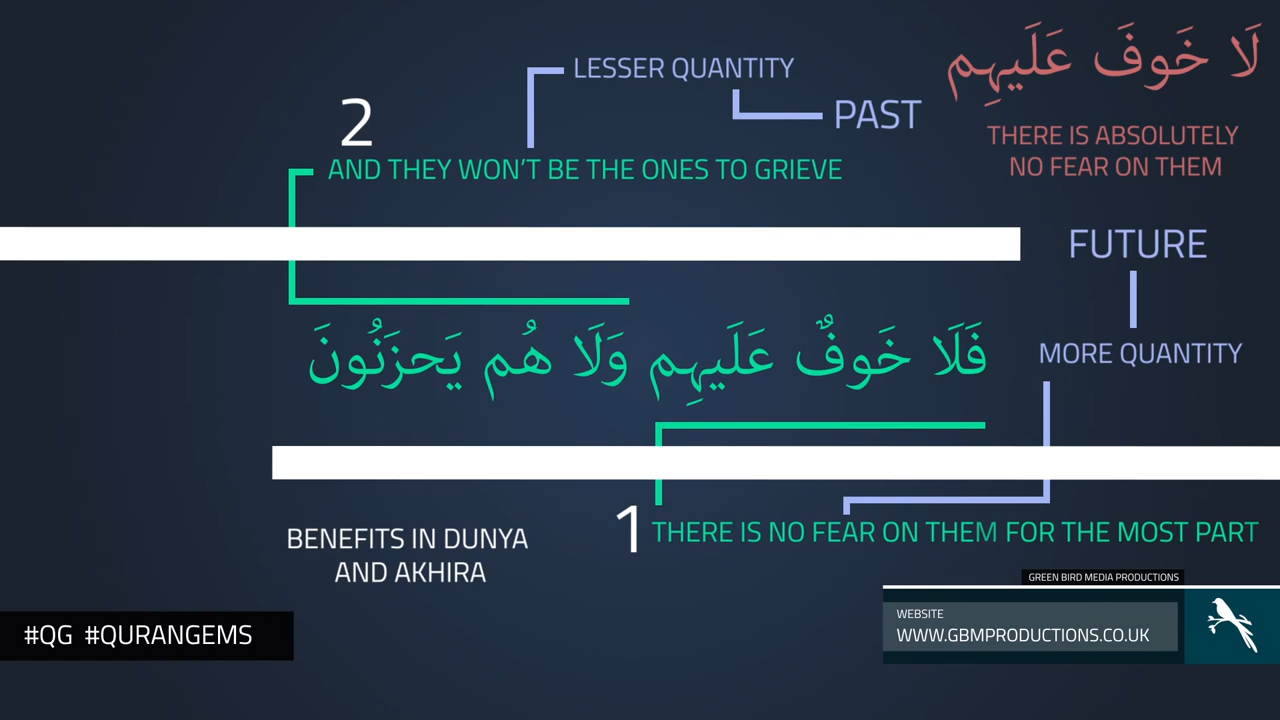 لَا خَوفَ عَلَيهِم
THERE IS ABSOLUTELY
NO FEAR ON THEM
LESSER QUANTITY
PAST
2
AND THEY WON'T BE THE ONES TO GRIEVE
FUTURE
فَلَا خَوفٌ عَلَيهِم وَلَا هُم يَحزَنُونَ
MORE QUANTITY
1
THERE IS NO FEAR ON THEM FOR THE MOST PART
BENEFITS IN DUNYA
AND AKHIRA
GREEN BIRD MEDIA PRODUCTIONS
WEBSITE
WWW.GBMPRODUCTIONS.CO.UK
#QG #QURANGEMS